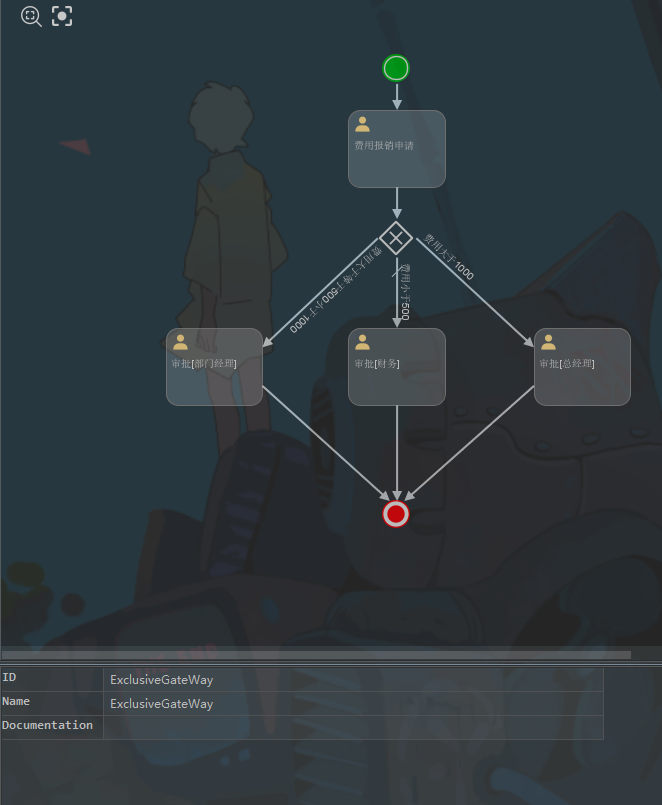 费用报销申请
费用大于等于500小于1000
费用小于500
费用大于1000
审批[部门经理]
审批[财务]
审批[总经理]
ID
ExclusiveGateWay
Name
ExclusiveGateWay
Documentation